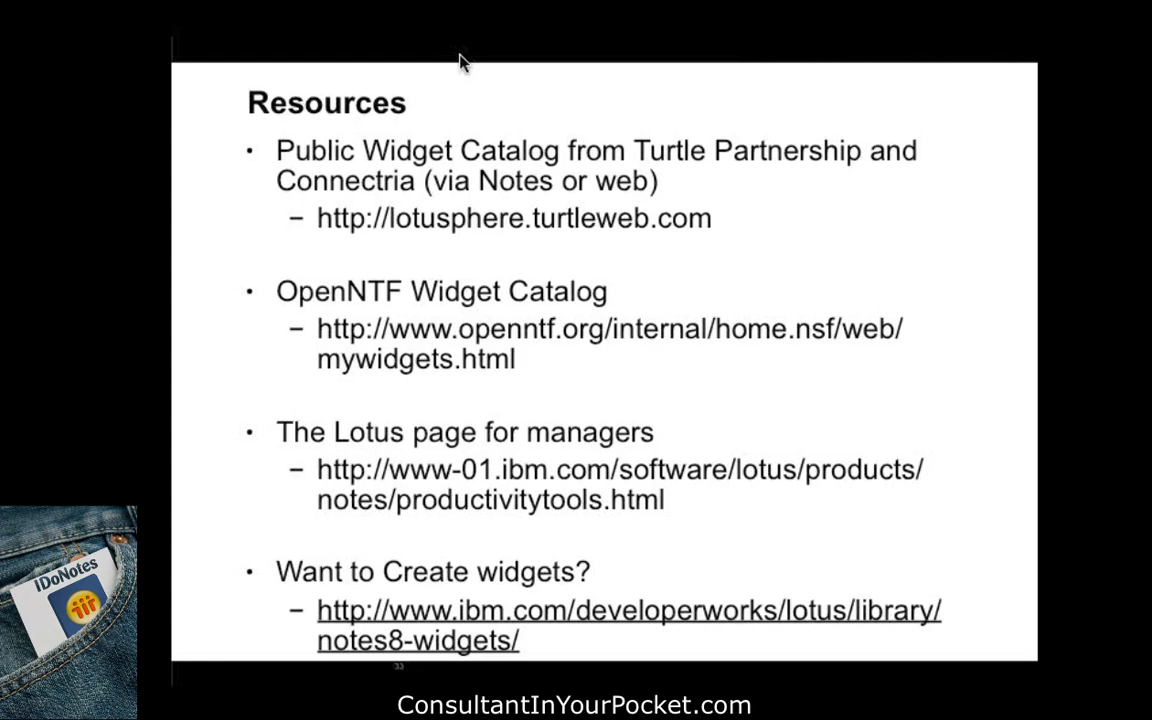 Resources
• Public Widget Catalog from Turtle Partnership and
Connectria (via Notes or web)
– http://lotusphere.turtleweb.com
• OpenNTF Widget Catalog
– http://www.openntf.org/internal/home.nsf/web/
mywidgets.html
• The Lotus page for managers
– http://www-01.ibm.com/software/lotus/products/
notes/productivitytools.html
• Want to Create widgets?
– http://www.ibm.com/developerworks/lotus/library/
notes8-widgets/
33
IDoNotes
ConsultantInYourPocket.com